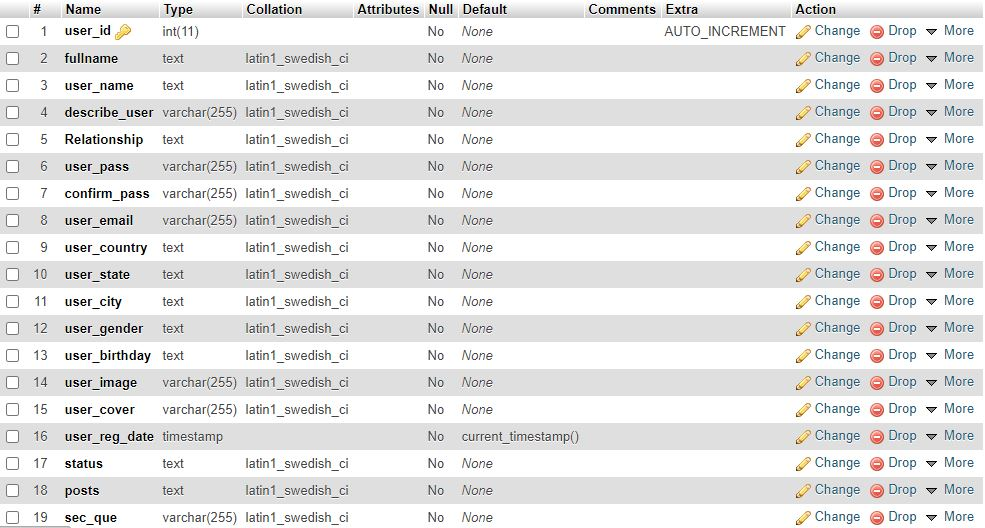 # Name Type Collation Attributes Null Default Comments Extra Action
1 user_id int(11) No None AUTO_INCREMENT Change Drop More
2 fullname text latin1_swedish_ci No None Change Drop More
3 user_name text latin1_swedish_ci No None Change Drop More
4 describe_user varchar(255) latin1_swedish_ci No None Change Drop More
5 Relationship text latin1_swedish_ci No None Change Drop More
6 user_pass varchar(255) latin1_swedish_ci No None Change Drop More
7 confirm_pass varchar(255) latin1_swedish_ci No None Change Drop More
8 user_email varchar(255) latin1_swedish_ci No None Change Drop More
9 user_country text latin1_swedish_ci No None Change Drop More
10 user_state text latin1_swedish_ci No None Change Drop More
11 user_city text latin1_swedish_ci No None Change Drop More
12 user_gender text latin1_swedish_ci No None Change Drop More
13 user_birthday text latin1_swedish_ci No None Change Drop More
14 user_image varchar(255) latin1_swedish_ci No None Change Drop More
15 user_cover varchar(255) latin1_swedish_ci No None Change Drop More
16 user_reg_date timestamp No current_timestamp() Change Drop More
17 status text latin1_swedish_ci No None Change Drop More
18 posts text latin1_swedish_ci No None Change Drop More
19 sec_que varchar(255) latin1_swedish_ci No None Change Drop More